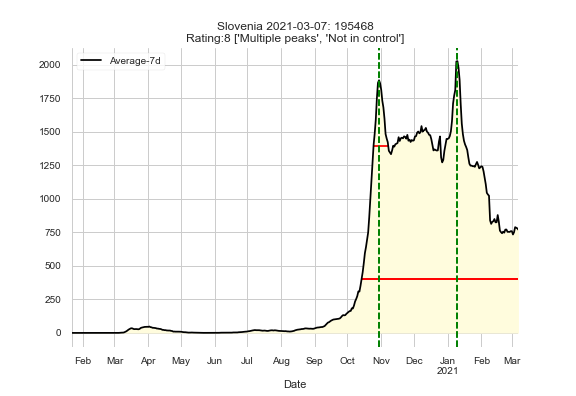 Slovenia 2021-03-07: 195468
Rating:8 ['Multiple peaks', 'Not in control']
Average-7d
2000
1750
1500
1250
1000
750
500
250
0
Feb Mar Apr May Jun Jul Aug Sep Oct Nov Dec Jan Feb Mar
2021
Date